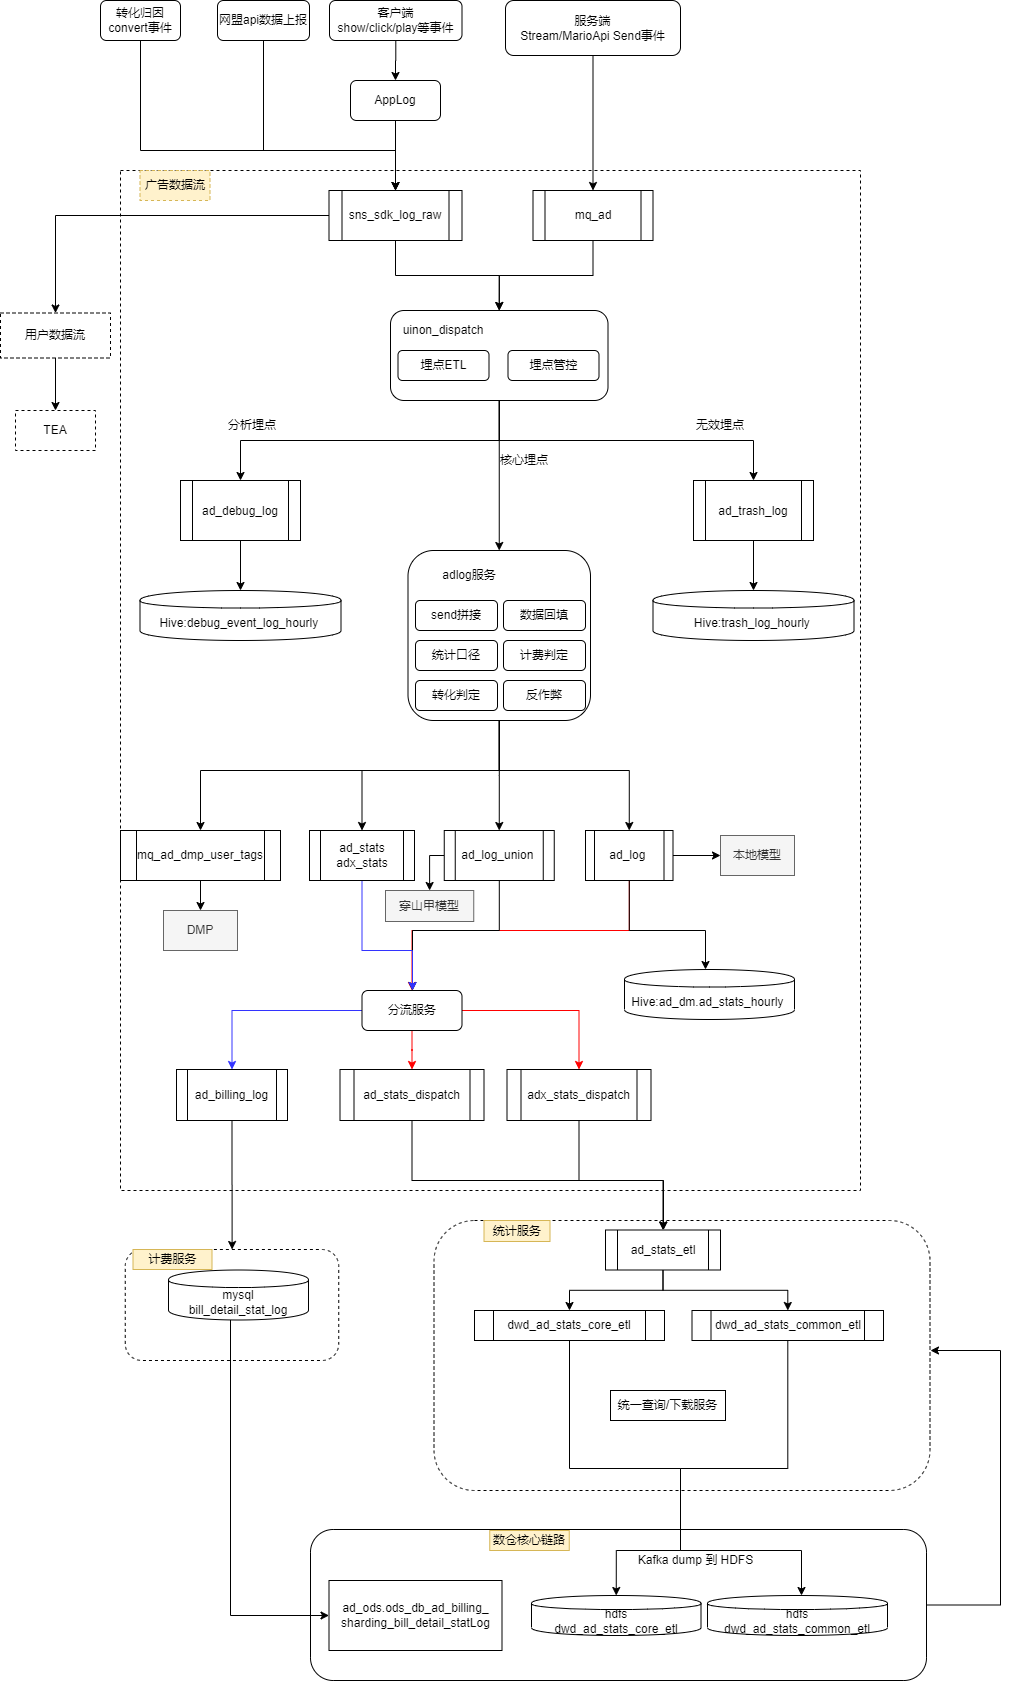 转化归因
convert事件
网盟api数据上报
客户端
show/click/play等事件
服务端
Stream/MarioApi Send事件
AppLog
广告数据流
sns_sdk_log_raw
mq_ad
用户数据流
TEA
uinon_dispatch
埋点ETL
埋点管控
分析埋点
无效埋点
核心埋点
ad_debug_log
ad_trash_log
Hive:debug_event_log_hourly
Hive:trash_log_hourly
adlog服务
send拼接
数据回填
统计口径
计费判定
转化判定
反作弊
mq_ad_dmp_user_tags
ad_stats
adx_stats
ad_log_union
ad_log
本地模型
穿山甲模型
DMP
Hive:ad_dm.ad_stats_hourly
分流服务
ad_billing_log
ad_stats_dispatch
adx_stats_dispatch
统计服务
ad_stats_etl
计费服务
mysql
bill_detail_stat_log
dwd_ad_stats_core_etl
dwd_ad_stats_common_etl
统一查询/下载服务
数仓核心链路
Kafka dump 到 HDFS
ad_ods.ods_db_ad_billing_
sharding_bill_detail_statLog
hdfs
dwd_ad_stats_core_etl
hdfs
dwd_ad_stats_common_etl